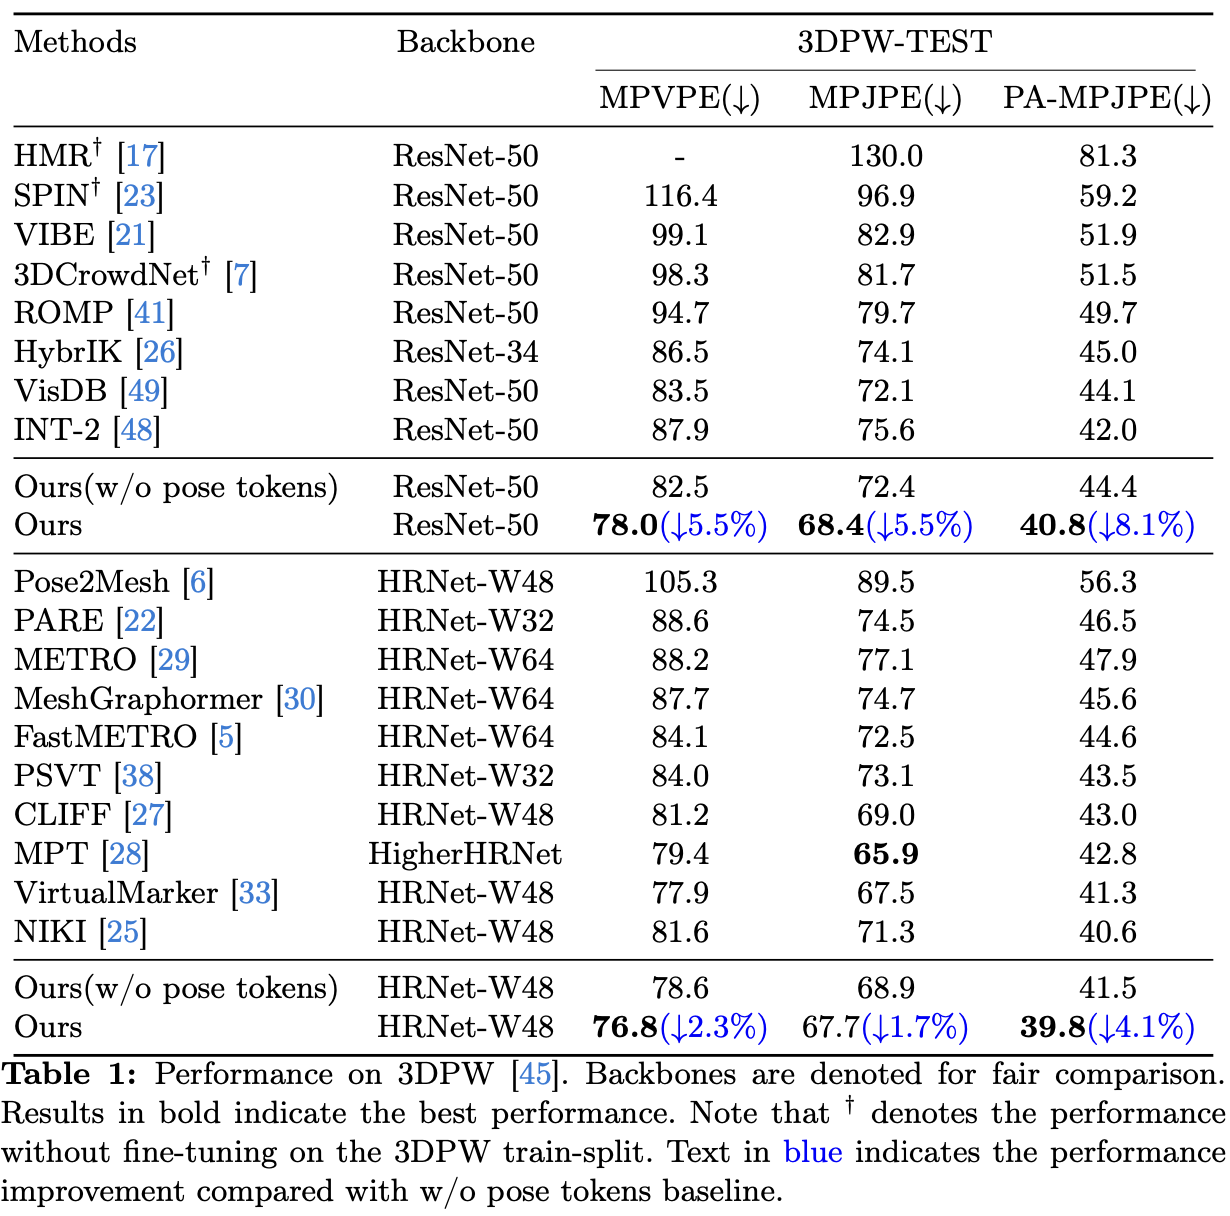 Methods Backbone 3DPW-TEST
MPVPE(↓) MPJPE(↓) PA-MPJPE(↓)
HMR† [17] ResNet-50 - 130.0 81.3
SPIN† [23] ResNet-50 116.4 96.9 59.2
VIBE [21] ResNet-50 99.1 82.9 51.9
3DCrowdNet† [7] ResNet-50 98.3 81.7 51.5
ROMP [41] ResNet-50 94.7 79.7 49.7
HybrIK [26] ResNet-34 86.5 74.1 45.0
VisDB [49] ResNet-50 83.5 72.1 44.1
INT-2 [48] ResNet-50 87.9 75.6 42.0
Ours(w/o pose tokens) ResNet-50 82.5 72.4 44.4
Ours ResNet-50 78.0(↓5.5%) 68.4(↓5.5%) 40.8(↓8.1%)
Pose2Mesh [6] HRNet-W48 105.3 89.5 56.3
PARE [22] HRNet-W32 88.6 74.5 46.5
METRO [29] HRNet-W64 88.2 77.1 47.9
MeshGraphormer [30] HRNet-W64 87.7 74.7 45.6
FastMETRO [5] HRNet-W64 84.1 72.5 44.6
PSVT [38] HRNet-W32 84.0 73.1 43.5
CLIFF [27] HRNet-W48 81.2 69.0 43.0
MPT [28] HigherHRNet 79.4 65.9 42.8
VirtualMarker [33] HRNet-W48 77.9 67.5 41.3
NIKI [25] HRNet-W48 81.6 71.3 40.6
Ours(w/o pose tokens) HRNet-W48 78.6 68.9 41.5
Ours HRNet-W48 76.8(↓2.3%) 67.7(↓1.7%) 39.8(↓4.1%)
Table 1: Performance on 3DPW [45]. Backbones are denoted for fair comparison.
Results in bold indicate the best performance. Note that † denotes the performance
without fine-tuning on the 3DPW train-split. Text in blue indicates the performance
improvement compared with w/o pose tokens baseline.